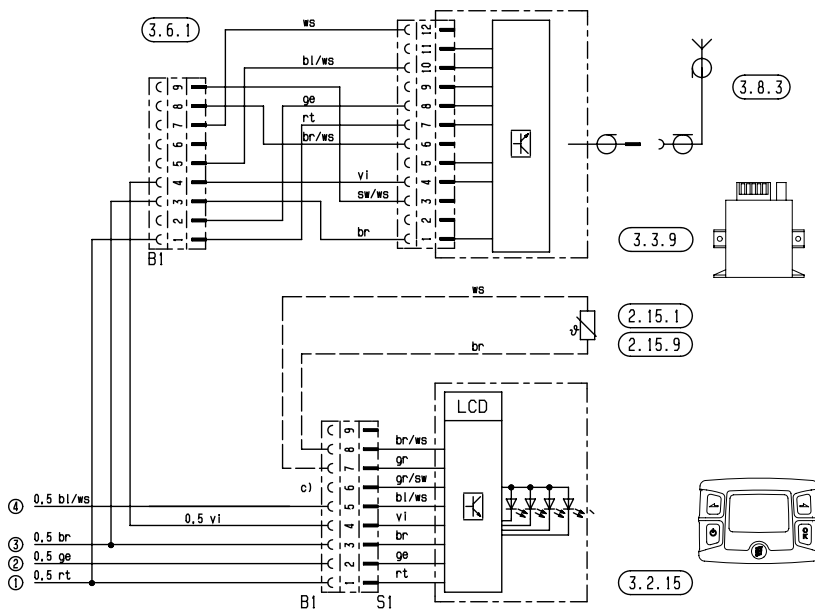 3.6.1
ws
bl/ws
ge
rt
br/ws
vi
sw/ws
br
9
8
7
6
5
4
3
2
1
B1
12
11
10
9
8
7
6
5
4
3
2
1
3.8.3
3.3.9
ws
br
2.15.1
2.15.9
LCD
9
8
7
6
5
4
3
2
1
c)
br/ws
gr
gr/sw
bl/ws
vi
br
ge
rt
④ 0,5 bl/ws
0,5 vi
③ 0,5 br
② 0,5 ge
① 0,5 rt
B1 S1
3.2.15